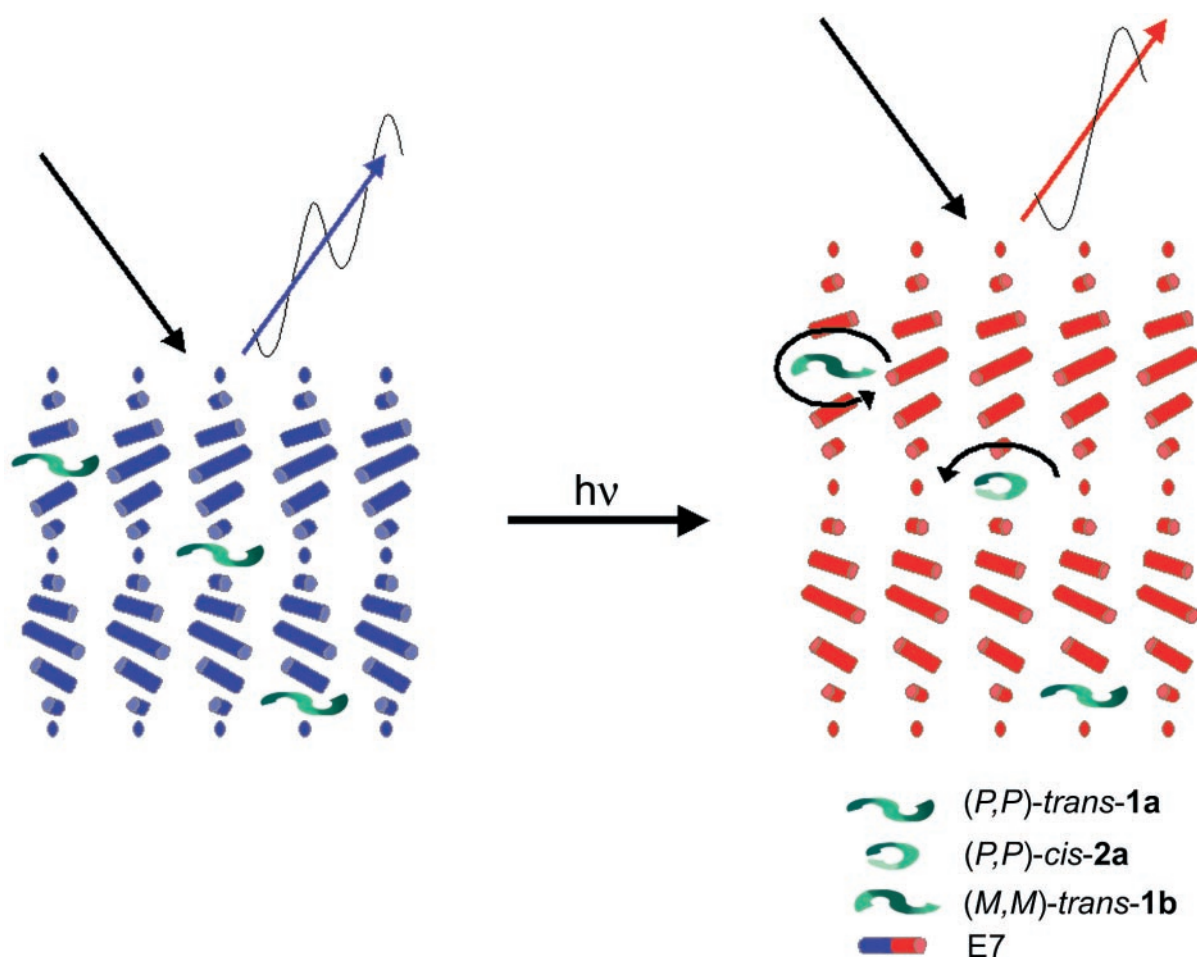 hν
(P,P)-trans-1a
(P,P)-cis-2a
(M,M)-trans-1b
E7